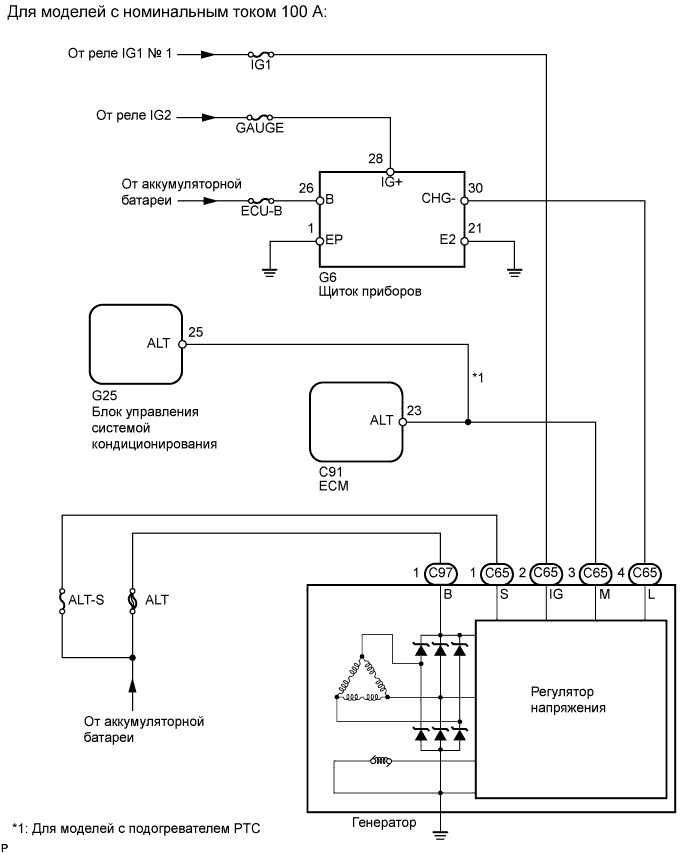 Для моделей с номинальным током 100 А:
От реле IG1 № 1
IG1
От реле IG2
GAUGE
28
IG+
От аккумуляторной
батареи
ECU-B
26
B
CHG-
30
1
EP
E2
21
G6
Щиток приборов
ALT
25
*1
G25
Блок управления
системой
кондиционирования
ALT
23
C91
ECM
1
C97
1
C65
2
C65
3
C65
4
C65
B
S
IG
M
L
ALT-S
ALT
Регулятор
напряжения
От аккумуляторной
батареи
Генератор
*1: Для моделей с подогревателем PTC
P